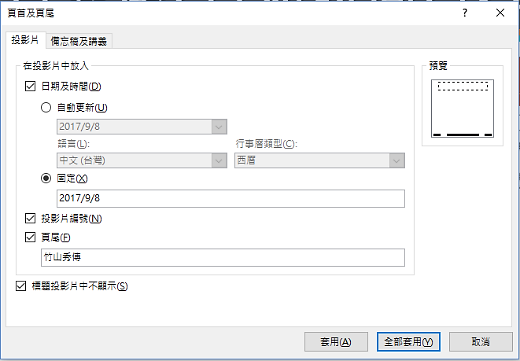 頁首及頁尾
投影片 備忘稿及講義
在投影片中放入
預覽
日期及時間(D)
自動更新(U)
2017/9/8
語言(L): 行事曆類型(C):
中文 (台灣) 西曆
固定(X)
2017/9/8
投影片編號(N)
頁尾(F)
竹山秀傳
標題投影片中不顯示(S)
套用(A) 全部套用(Y) 取消